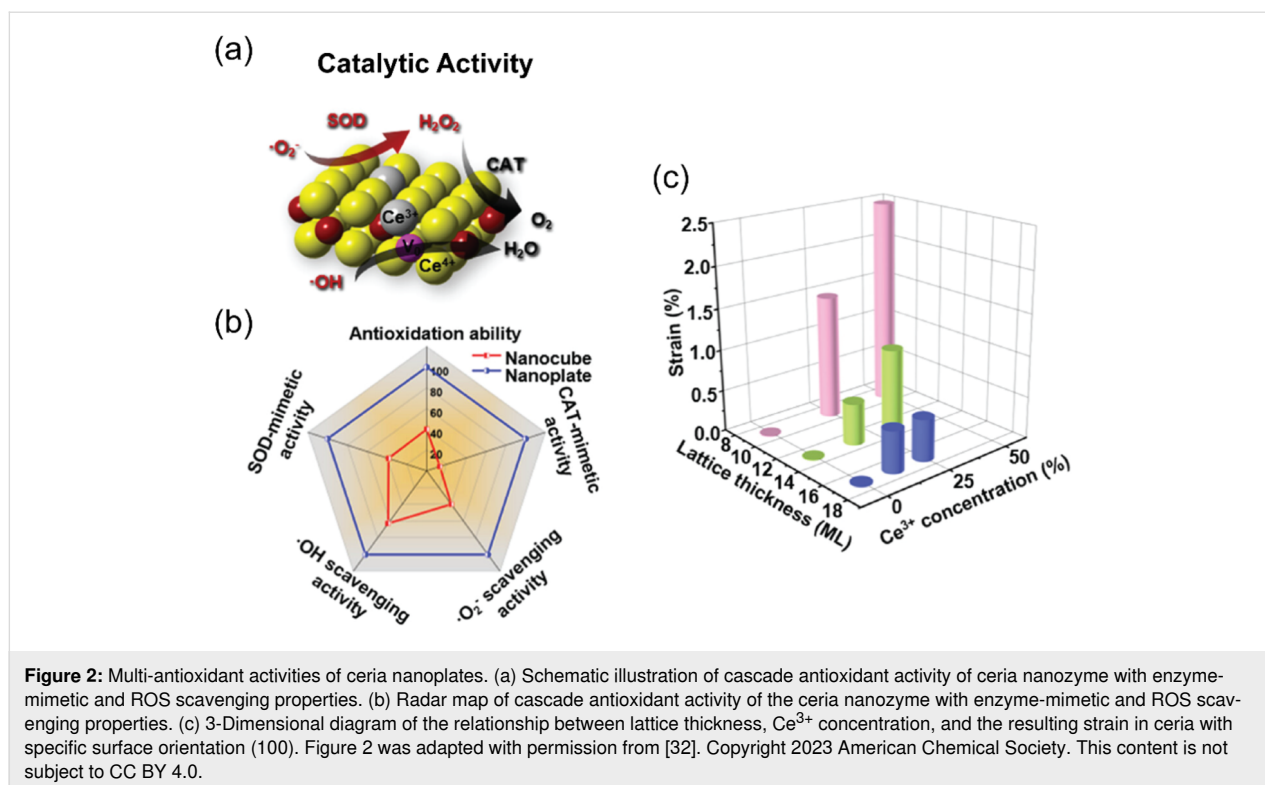 (a)
Catalytic Activity
SOD
H₂O₂
·O₂⁻
CAT
Ce³⁺
O₂
H₂O
Ce⁴⁺
·OH
(b)
Antioxidation ability
Nanocube
Nanoplate
100
80
60
40
20
SOD-mimetic
activity
CAT-mimetic
activity
·OH scavenging
activity
·O₂⁻ scavenging
activity
(c)
2.5
2.0
1.5
1.0
0.5
0.0
Strain (%)
8
10
12
14
16
18
Lattice thickness (ML)
0
25
50
Ce³⁺ concentration (%)
Figure 2: Multi-antioxidant activities of ceria nanoplates. (a) Schematic illustration of cascade antioxidant activity of ceria nanozyme with enzyme-
mimetic and ROS scavenging properties. (b) Radar map of cascade antioxidant activity of the ceria nanozyme with enzyme-mimetic and ROS scav-
enging properties. (c) 3-Dimensional diagram of the relationship between lattice thickness, Ce³⁺ concentration, and the resulting strain in ceria with
specific surface orientation (100). Figure 2 was adapted with permission from [32]. Copyright 2023 American Chemical Society. This content is not
subject to CC BY 4.0.